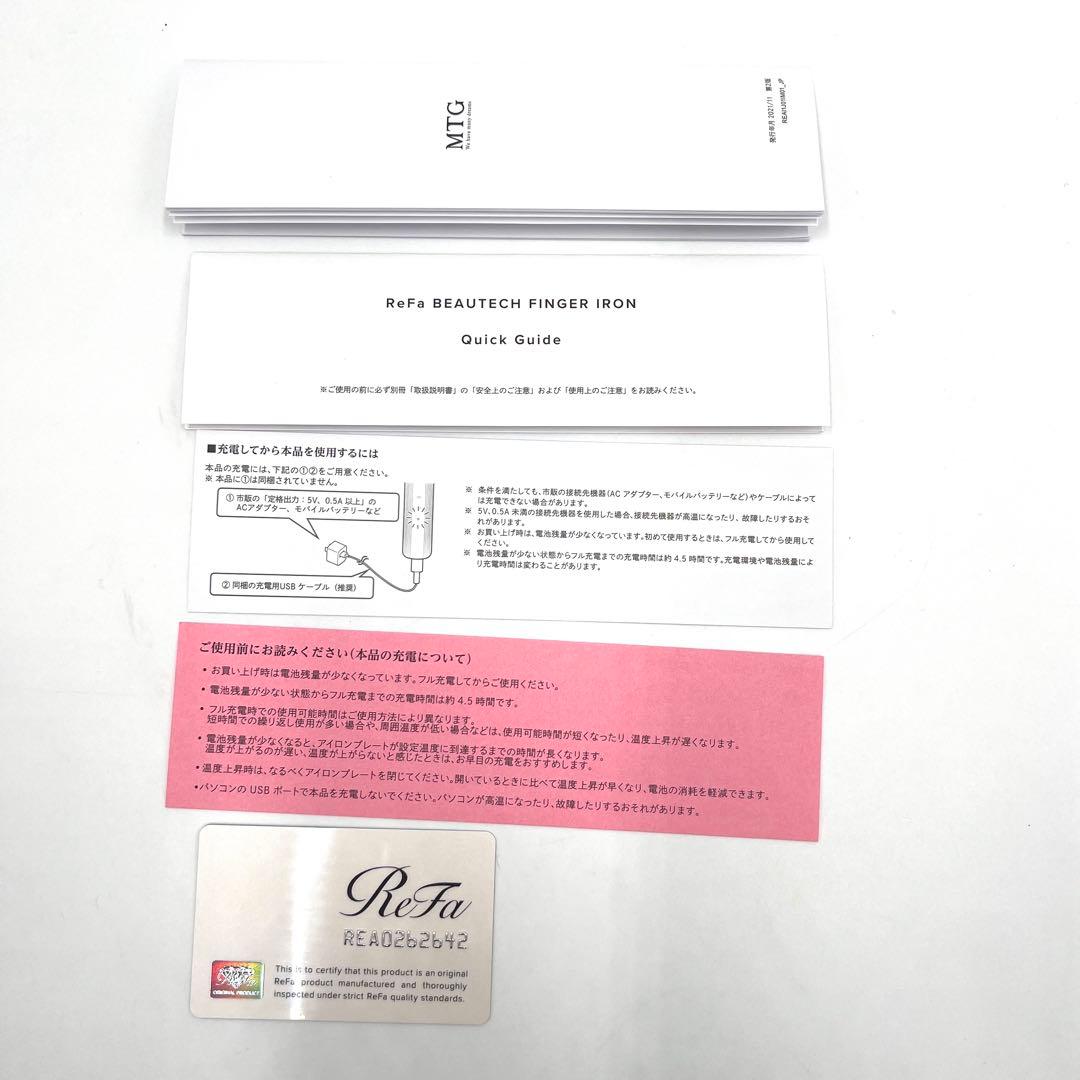 MTG
We have many dreams
発行年月 2021/11　第2版
REAI1J01IM01_JP
ReFa BEAUTECH FINGER IRON
Quick Guide
※ご使用の前に必ず別冊「取扱説明書」の「安全上のご注意」および「使用上のご注意」をお読みください。
■充電してから本品を使用するには
本品の充電には、下記の①②をご用意ください。
※ 本品に①は同梱されていません。
① 市販の「定格出力：5V、0.5A 以上」の
ACアダプター、モバイルバッテリーなど
② 同梱の充電用USB ケーブル（推奨）
※ 条件を満たしても、市販の接続先機器（AC アダプター、モバイルバッテリーなど）やケーブルによって
は充電できない場合があります。
※ 5V、0.5A 未満の接続先機器を使用した場合、接続先機器が高温になったり、故障したりするおそ
れがあります。
※ お買い上げ時は、電池残量が少なくなっています。初めて使用するときは、フル充電してから使用して
ください。
※ 電池残量が少ない状態からフル充電までの充電時間は約 4.5 時間です。充電環境や電池残量によ
り充電時間は変わることがあります。
ご使用前にお読みください（本品の充電について）
• お買い上げ時は電池残量が少なくなっています。フル充電してからご使用ください。
• 電池残量が少ない状態からフル充電までの充電時間は約 4.5 時間です。
• フル充電時での使用可能時間はご使用方法により異なります。
短時間での繰り返し使用が多い場合や、周囲温度が低い場合などは、使用可能時間が短くなったり、温度上昇が遅くなります。
• 電池残量が少なくなると、アイロンプレートが設定温度に到達するまでの時間が長くなります。
温度が上がるのが遅い、温度が上がらないと感じたときは、お早目の充電をおすすめします。
• 温度上昇時は、なるべくアイロンプレートを閉じてください。開いているときに比べて温度上昇が早くなり、電池の消耗を軽減できます。
• パソコンの USB ポートで本品を充電しないでください。パソコンが高温になったり、故障したりするおそれがあります。
ReFa
REA0262642
ORIGINAL PRODUCT
This is to certify that this product is an original
ReFa product manufactured and thoroughly
inspected under strict ReFa quality standards.